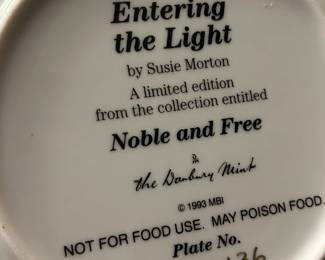 Entering
the Light
by Susie Morton
A limited edition
from the collection entitled
Noble and Free
the Danbury Mint
© 1993 MBI
NOT FOR FOOD USE. MAY POISON FOOD.
Plate No.